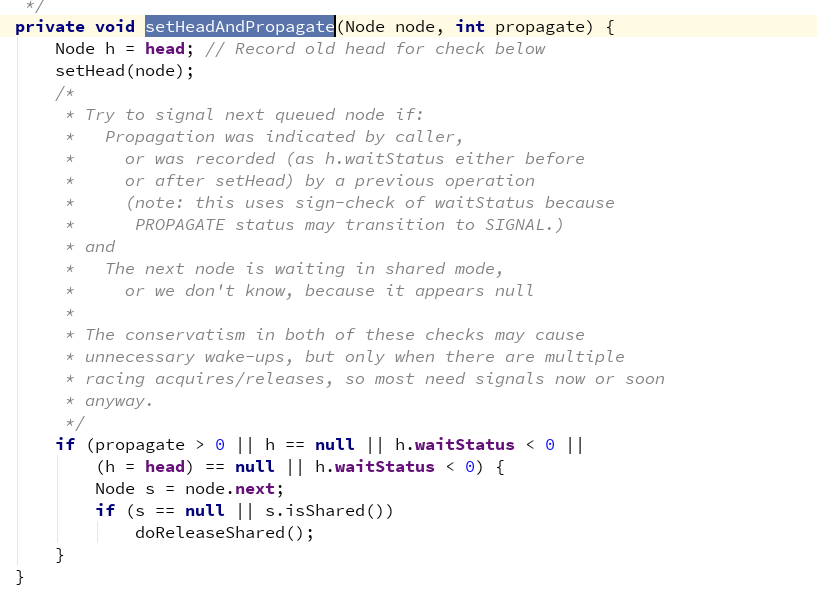 */
private void setHeadAndPropagate(Node node, int propagate) {
    Node h = head; // Record old head for check below
    setHead(node);
    /*
     * Try to signal next queued node if:
     *   Propagation was indicated by caller,
     *     or was recorded (as h.waitStatus either before
     *     or after setHead) by a previous operation
     *     (note: this uses sign-check of waitStatus because
     *      PROPAGATE status may transition to SIGNAL.)
     * and
     *   The next node is waiting in shared mode,
     *     or we don't know, because it appears null
     *
     * The conservatism in both of these checks may cause
     * unnecessary wake-ups, but only when there are multiple
     * racing acquires/releases, so most need signals now or soon
     * anyway.
     */
    if (propagate > 0 || h == null || h.waitStatus < 0 ||
        (h = head) == null || h.waitStatus < 0) {
        Node s = node.next;
        if (s == null || s.isShared())
            doReleaseShared();
    }
}